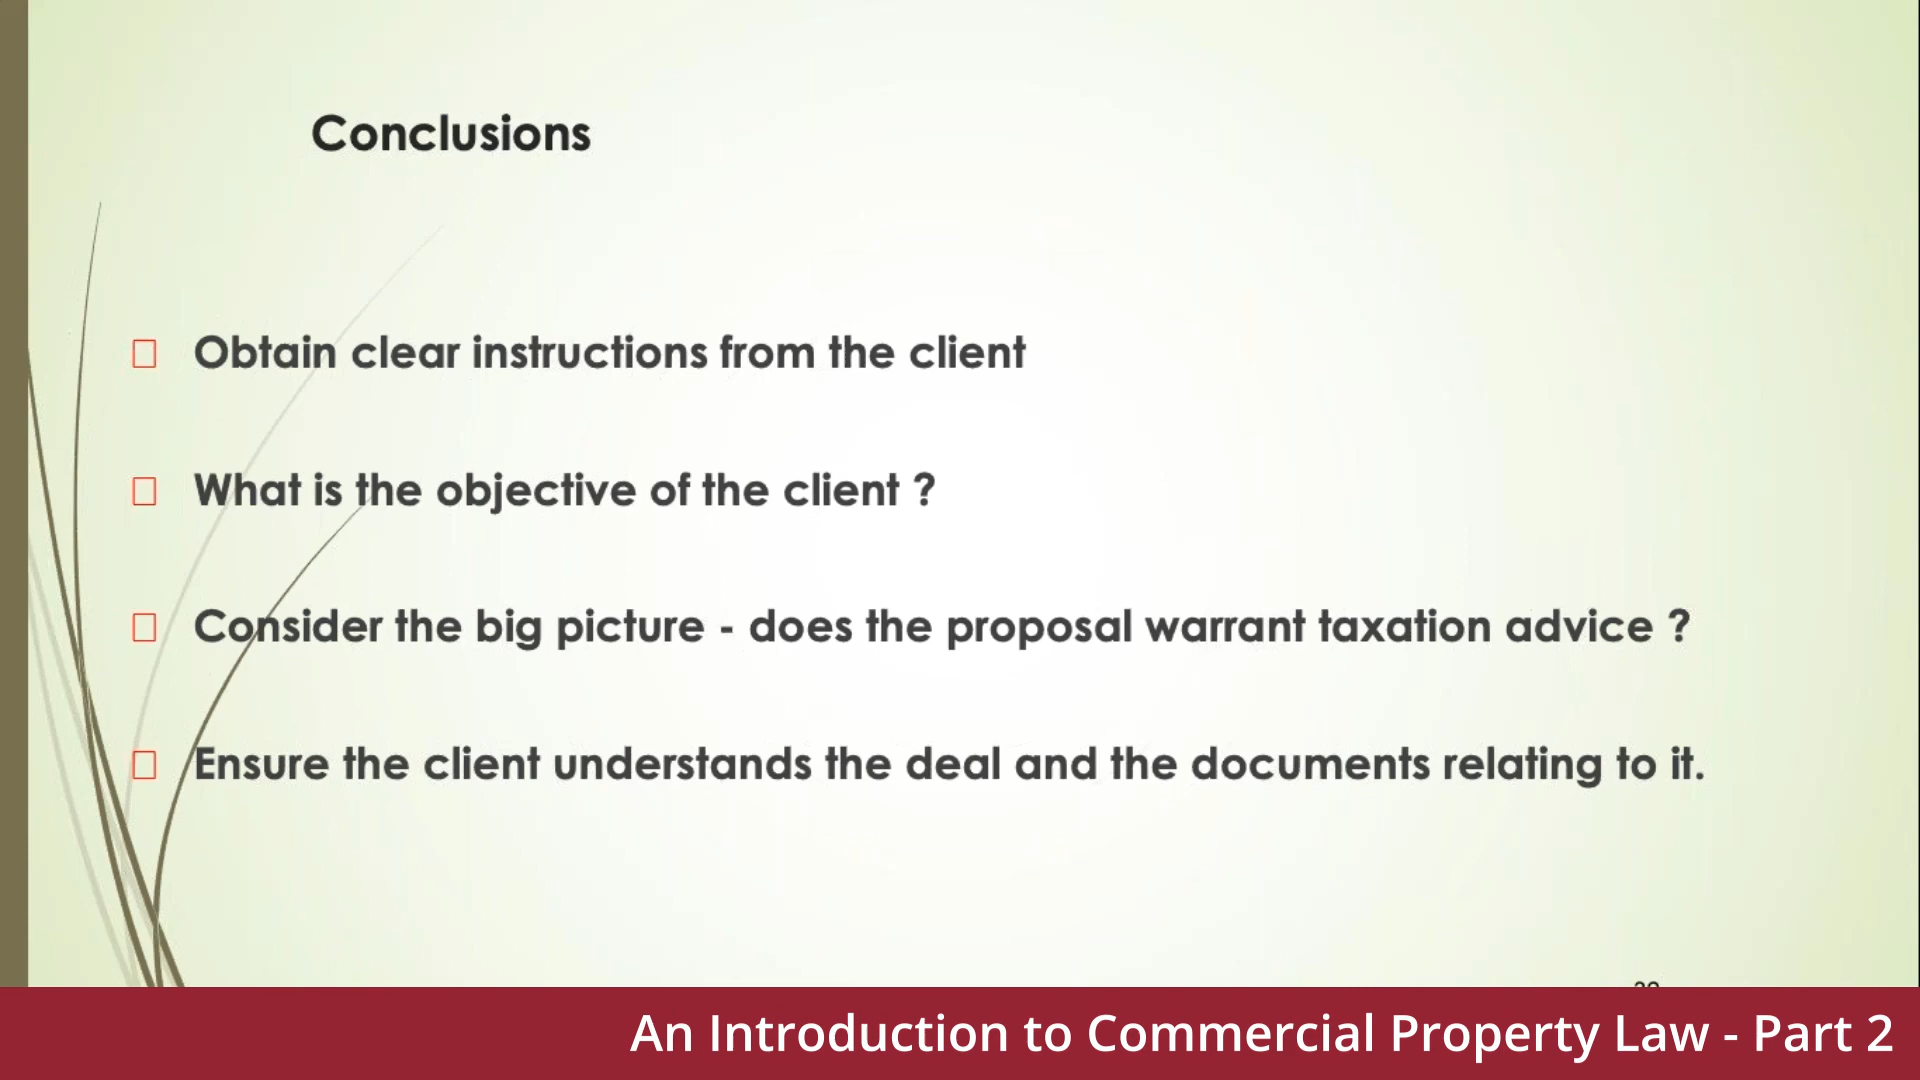 Conclusions
Obtain clear instructions from the client
What is the objective of the client ?
Consider the big picture - does the proposal warrant taxation advice ?
Ensure the client understands the deal and the documents relating to it.
An Introduction to Commercial Property Law - Part 2